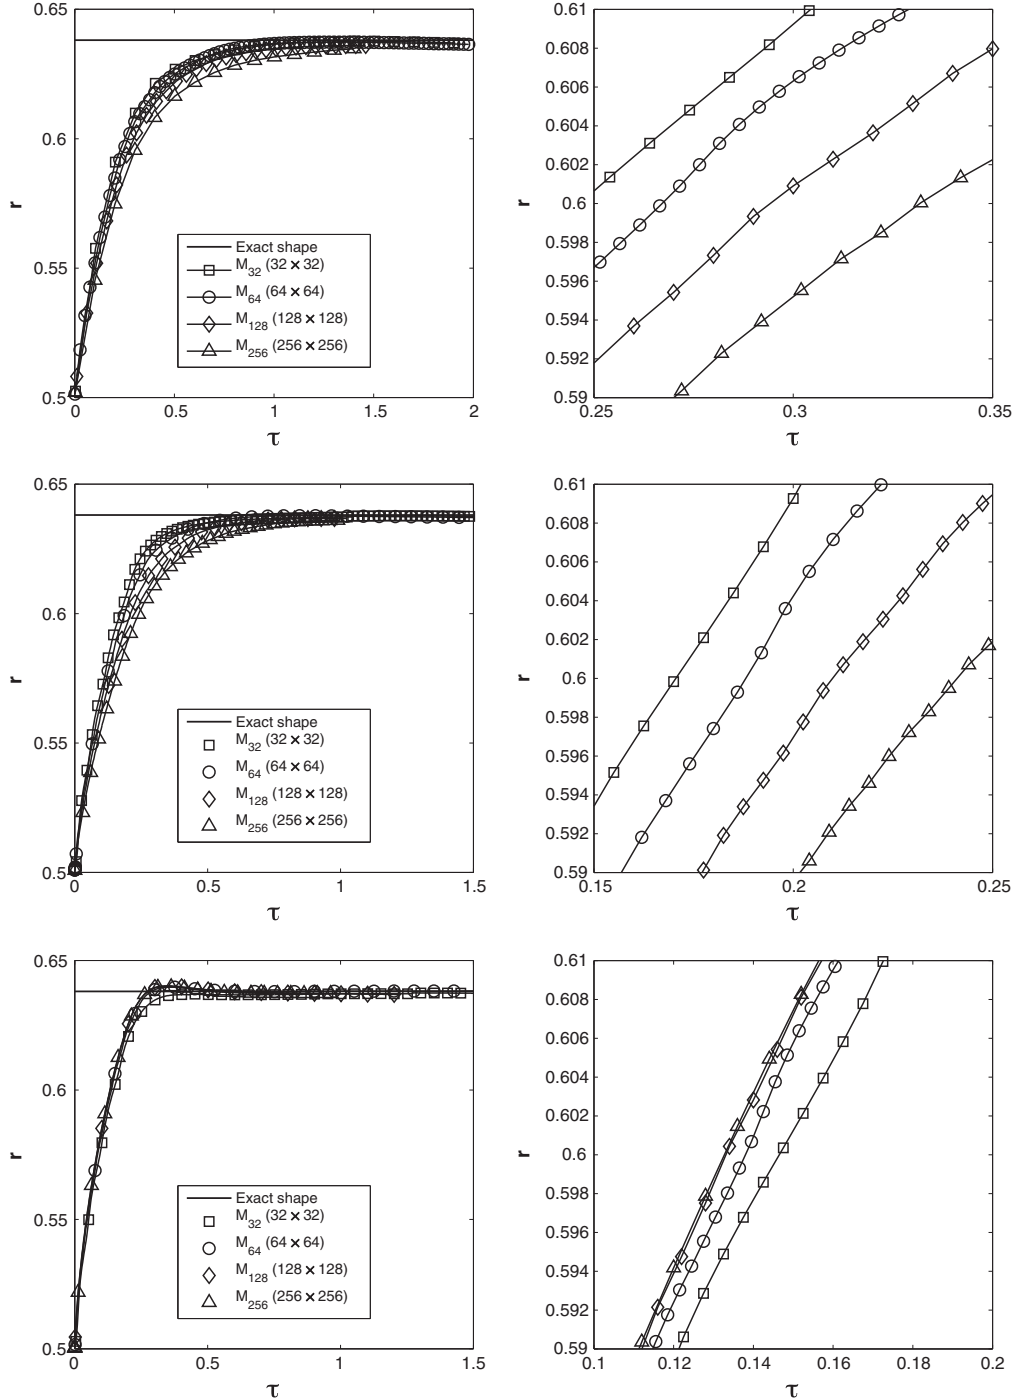 0.65
0.6
0.55
0.5
r
0 0.5 1 1.5 2
τ
Exact shape
M32 (32 × 32)
M64 (64 × 64)
M128 (128 × 128)
M256 (256 × 256)
0.61
0.608
0.606
0.604
0.602
0.6
0.598
0.596
0.594
0.592
0.59
r
0.25 0.3 0.35
τ
0.65
0.6
0.55
0.5
r
0 0.5 1 1.5
τ
Exact shape
M32 (32 × 32)
M64 (64 × 64)
M128 (128 × 128)
M256 (256 × 256)
0.61
0.608
0.606
0.604
0.602
0.6
0.598
0.596
0.594
0.592
0.59
r
0.15 0.2 0.25
τ
0.65
0.6
0.55
0.5
r
0 0.5 1 1.5
τ
Exact shape
M32 (32 × 32)
M64 (64 × 64)
M128 (128 × 128)
M256 (256 × 256)
0.61
0.608
0.606
0.604
0.602
0.6
0.598
0.596
0.594
0.592
0.59
r
0.1 0.12 0.14 0.16 0.18 0.2
τ